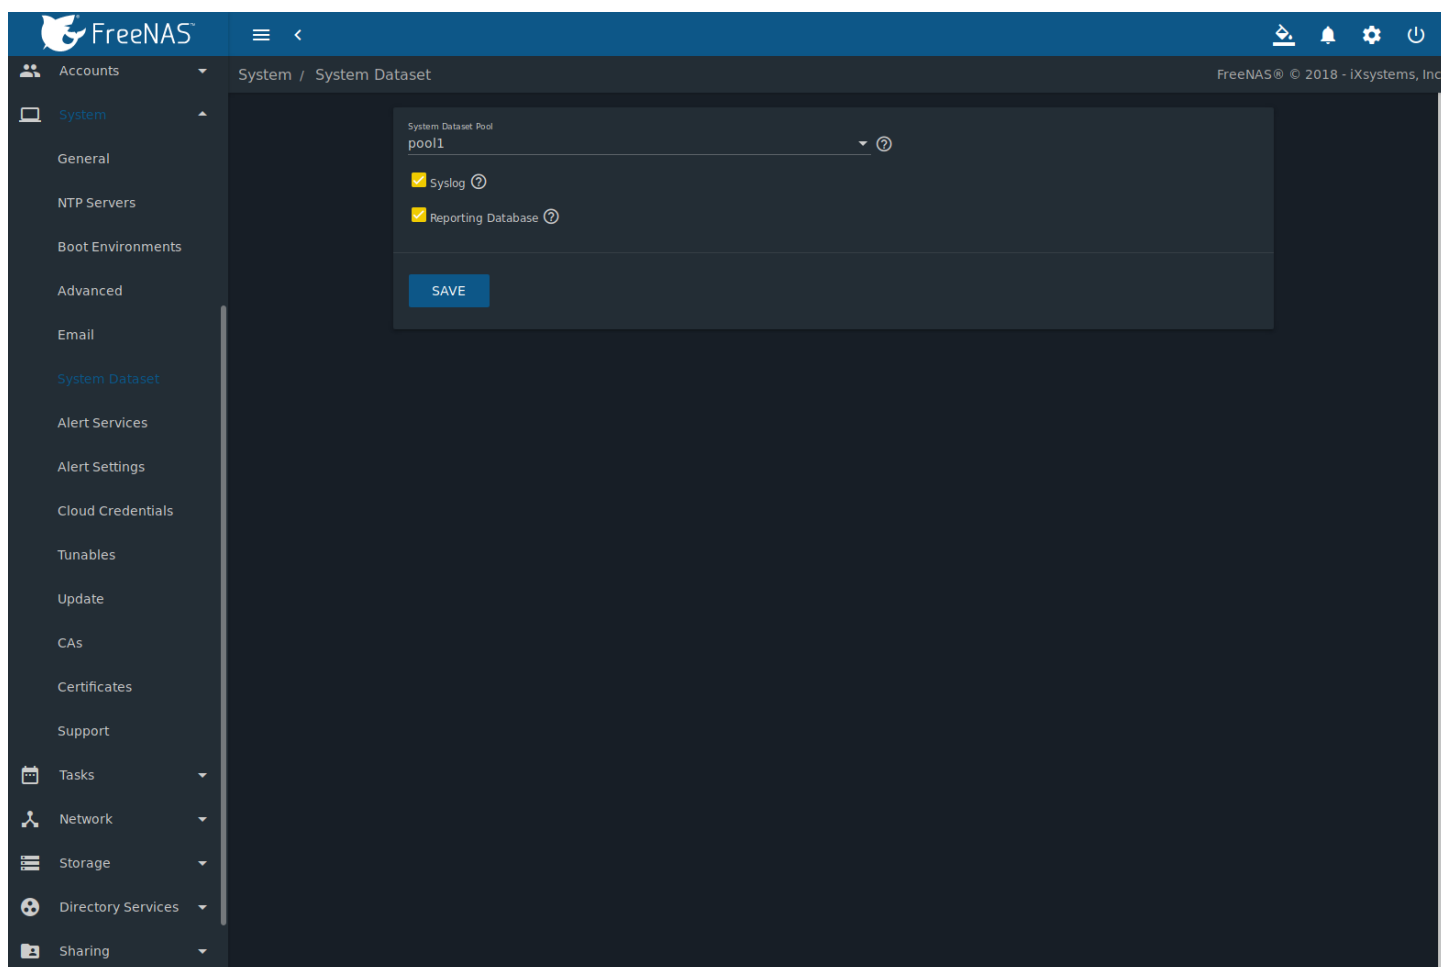 FreeNAS™
Accounts
System / System Dataset
FreeNAS® © 2018 - iXsystems, Inc
System
General
NTP Servers
Boot Environments
Advanced
Email
System Dataset
Alert Services
Alert Settings
Cloud Credentials
Tunables
Update
CAs
Certificates
Support
Tasks
Network
Storage
Directory Services
Sharing
System Dataset Pool
pool1
Syslog
Reporting Database
SAVE